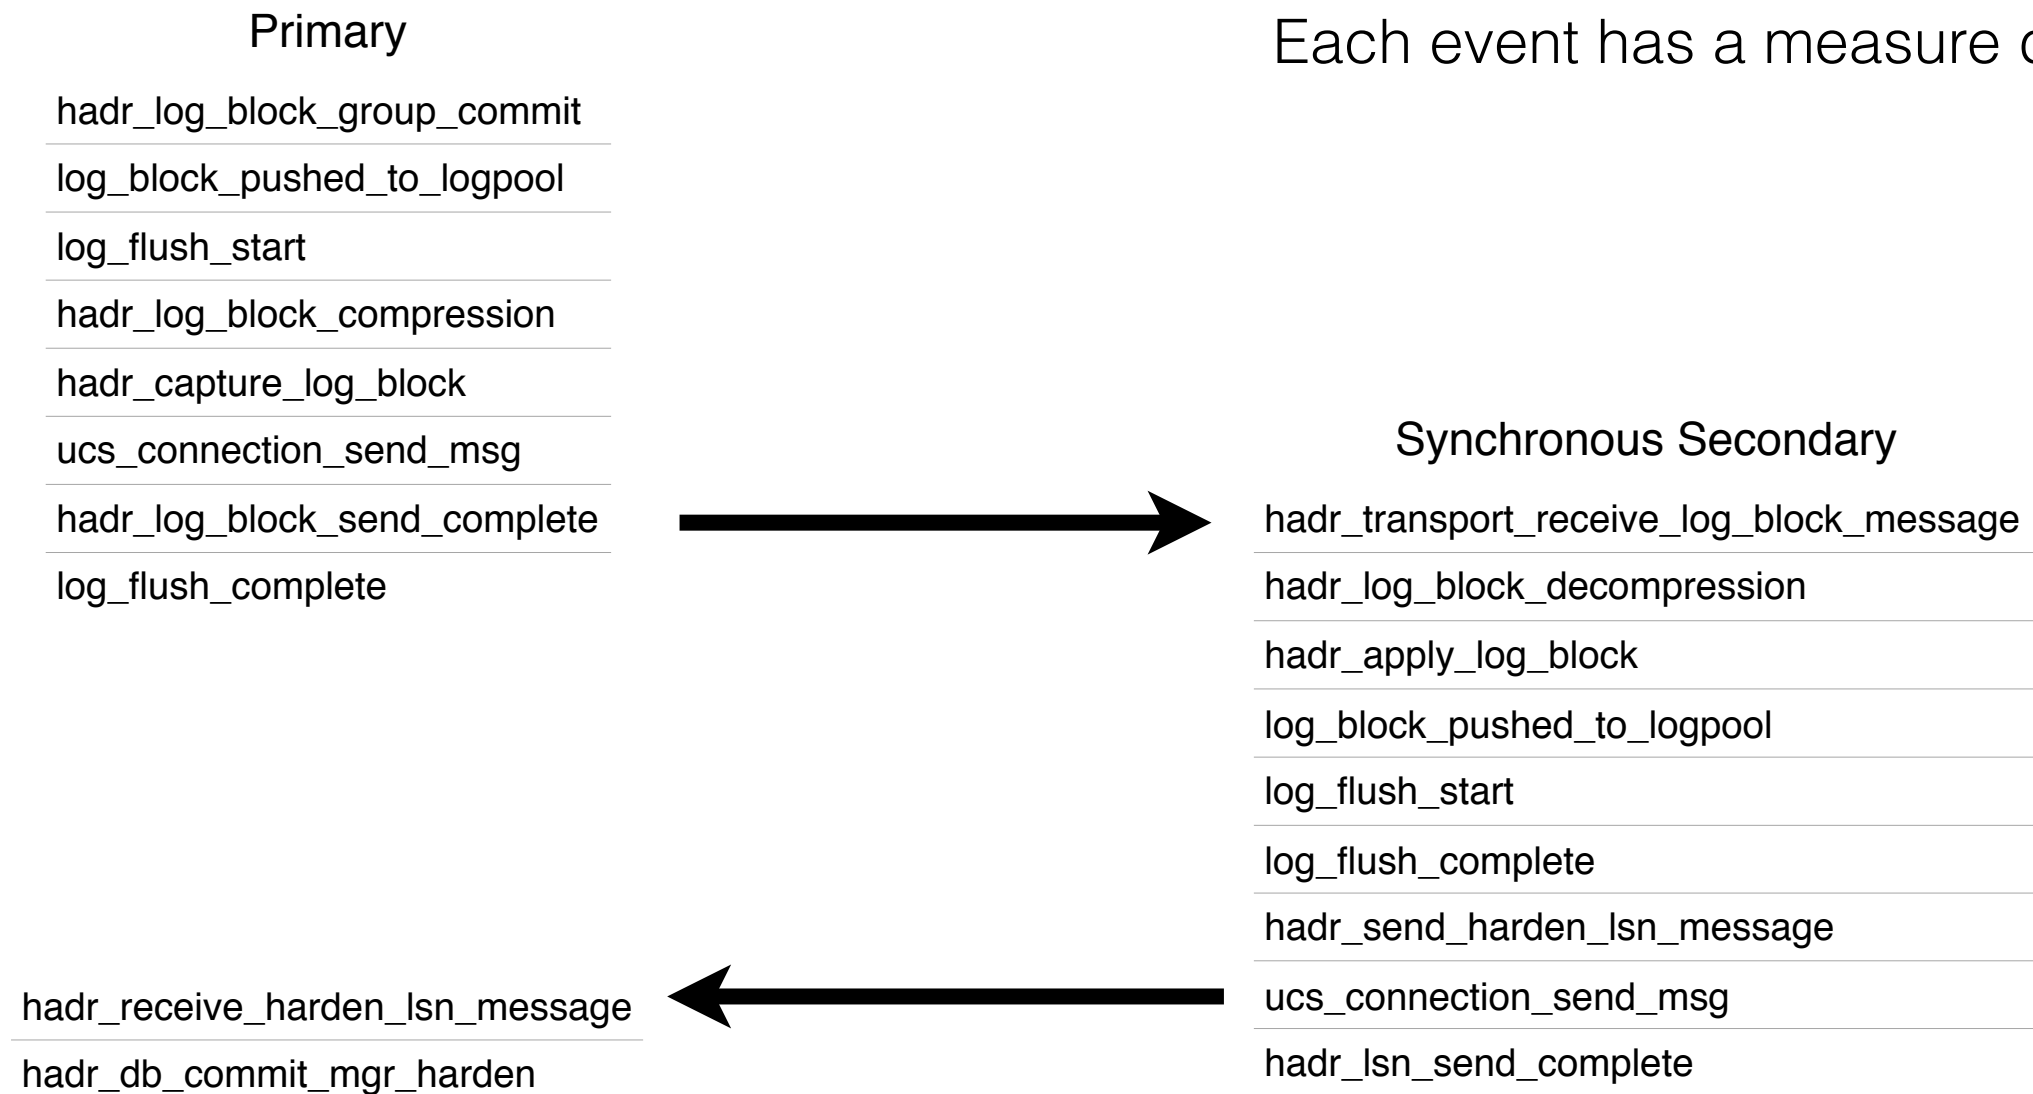 Primary
hadr_log_block_group_commit
log_block_pushed_to_logpool
log_flush_start
hadr_log_block_compression
hadr_capture_log_block
ucs_connection_send_msg
hadr_log_block_send_complete
log_flush_complete
hadr_receive_harden_lsn_message
hadr_db_commit_mgr_harden
Each event has a measure
Synchronous Secondary
hadr_transport_receive_log_block_message
hadr_log_block_decompression
hadr_apply_log_block
log_block_pushed_to_logpool
log_flush_start
log_flush_complete
hadr_send_harden_lsn_message
ucs_connection_send_msg
hadr_lsn_send_complete